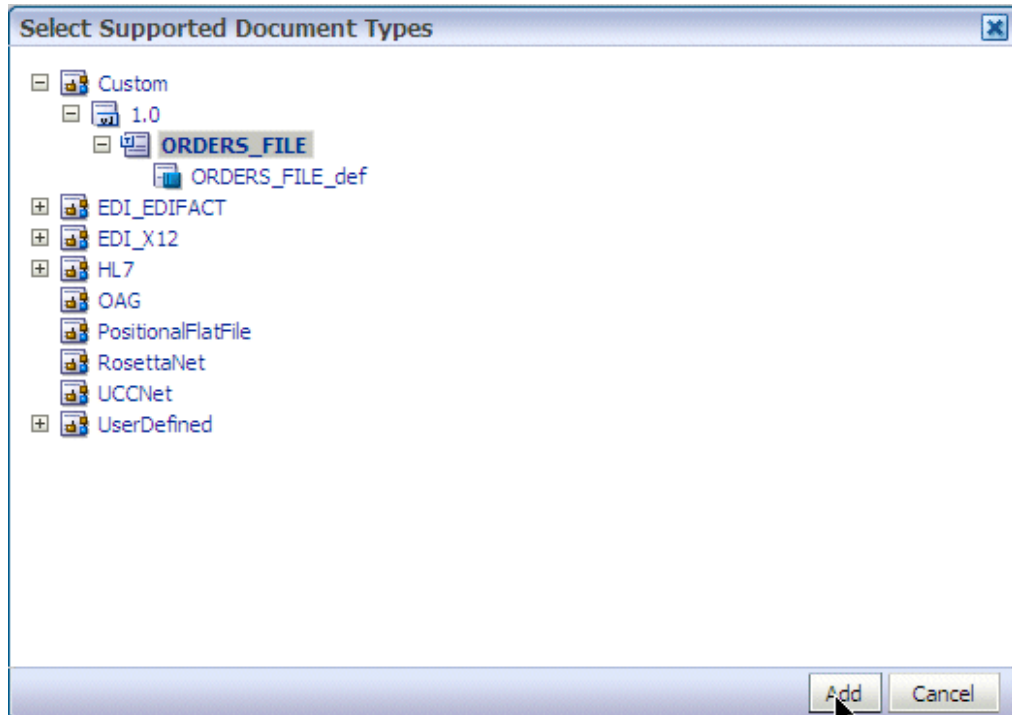 Select Supported Document Types
Custom
1.0
ORDERS_FILE
ORDERS_FILE_def
EDI_EDIFACT
EDI_X12
HL7
OAG
PositionalFlatFile
RosettaNet
UCCNet
UserDefined
Add Cancel